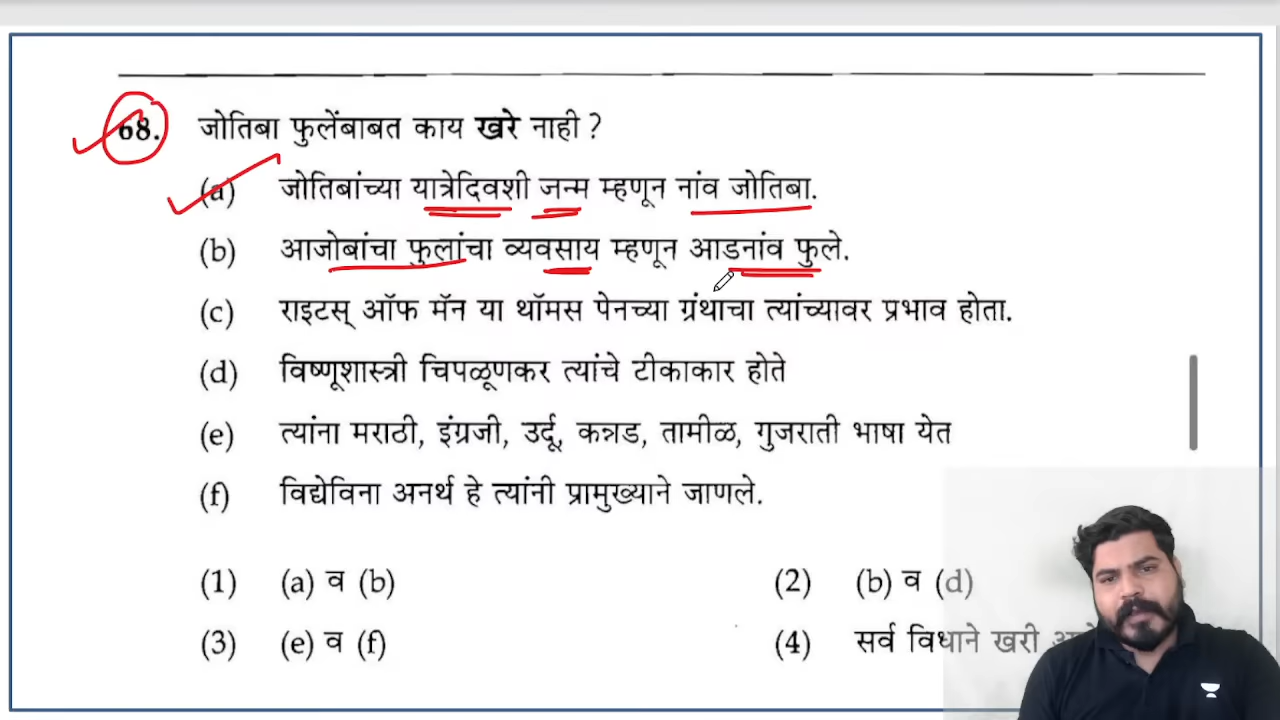 68. जोतिबा फुलेंबाबत काय खरे नाही ?
(a) जोतिबांच्या यात्रेदिवशी जन्म म्हणून नांव जोतिबा.
(b) आजोबांचा फुलांचा व्यवसाय म्हणून आडनांव फुले.
(c) राइटस् ऑफ मॅन या थॉमस पेनच्या ग्रंथाचा त्यांच्यावर प्रभाव होता.
(d) विष्णूशास्त्री चिपळूणकर त्यांचे टीकाकार होते
(e) त्यांना मराठी, इंग्रजी, उर्दू, कन्नड, तामीळ, गुजराती भाषा येत
(f) विद्येविना अनर्थ हे त्यांनी प्रामुख्याने जाणले.
(1) (a) व (b) (2) (b) व (d)
(3) (e) व (f) (4) सर्व विधाने खरी